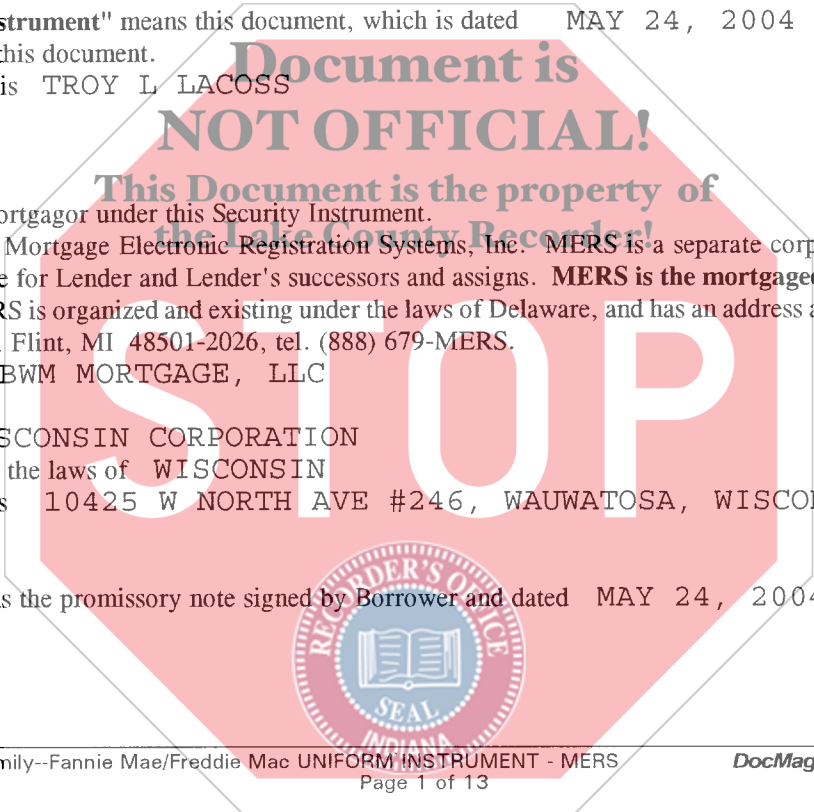 strument" means this document, which is dated MAY 24, 2004
this document.
is TROY L LACOSS
Document is
NOT OFFICIAL!
This Document is the property of
the Lake County Recorder!
ortgagor under this Security Instrument.
Mortgage Electronic Registration Systems, Inc. MERS is a separate corp
e for Lender and Lender's successors and assigns. MERS is the mortgage
RS is organized and existing under the laws of Delaware, and has an address a
Flint, MI 48501-2026, tel. (888) 679-MERS.
BWM MORTGAGE, LLC
SCONSIN CORPORATION
the laws of WISCONSIN
s 10425 W NORTH AVE #246, WAUWATOSA, WISCO
STOP
s the promissory note signed by Borrower and dated MAY 24, 2004
RECORDER'S OFFICE
SEAL
INDIANA
mily--Fannie Mae/Freddie Mac UNIFORM INSTRUMENT - MERS DocMag
Page 1 of 13